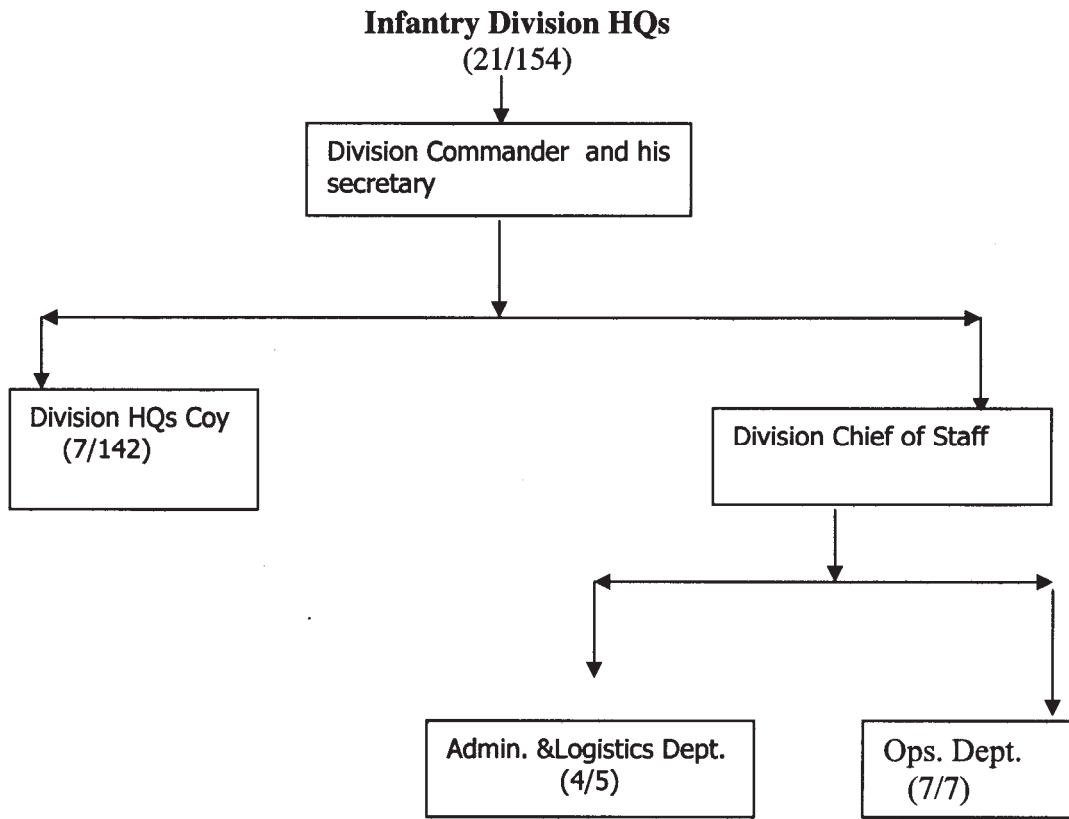 Infantry Division HQs
(21/154)
Division Commander and his
secretary
Division HQs Coy
(7/142)
Division Chief of Staff
Admin. &Logistics Dept.
(4/5)
Ops. Dept.
(7/7)